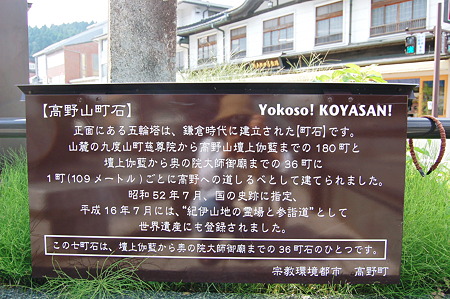 【高野山町石】 Yokoso! KOYASAN!
正面にある五輪塔は、鎌倉時代に建立された【町石】です。
山麓の九度山町慈尊院から高野山壇上伽藍までの180町と
壇上伽藍から奥の院大師御廟までの36町に
1町(109メートル)ごとに高野への道しるべとして建てられました。
昭和52年7月、国の史跡に指定、
平成16年7月には、"紀伊山地の霊場と参詣道"として
世界遺産にも登録されました。
この七町石は、壇上伽藍から奥の院大師御廟までの36町石のひとつです。
宗教環境都市 高野町